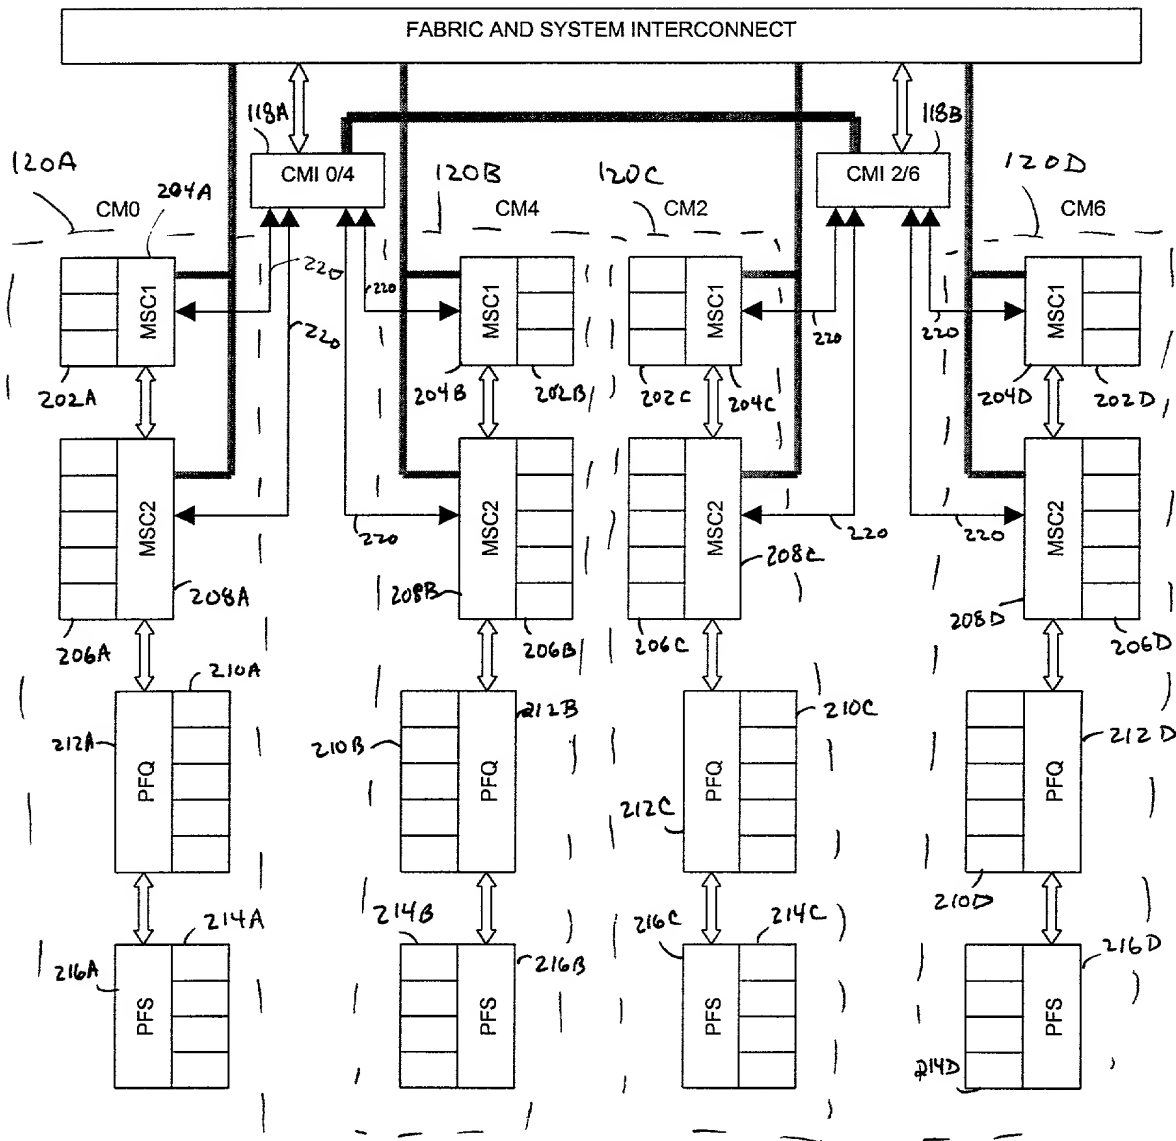 FABRIC AND SYSTEM INTERCONNECT
118A
118B
120A
204A
CMI 0/4
120B
120C
CMI 2/6
120D
CM0
CM4
CM2
CM6
220
220
220
220
220
MSC1
MSC1
MSC1
MSC1
202A
204B
202B
202C
204C
204D
202D
220
220
220
MSC2
MSC2
MSC2
MSC2
208A
208B
208C
208D
206A
206B
206C
206D
210A
212B
210C
212D
212A
210B
212C
210D
PFQ
PFQ
PFQ
PFQ
214A
214B
216C
214C
216A
216B
216D
PFS
PFS
PFS
PFS
214D